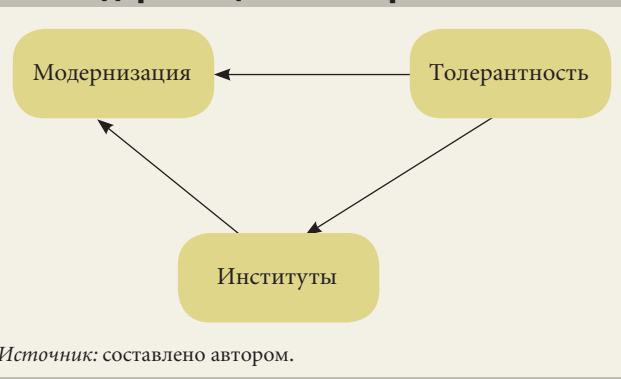 Модернизация
Толерантность
Институты
Источник: составлено автором.